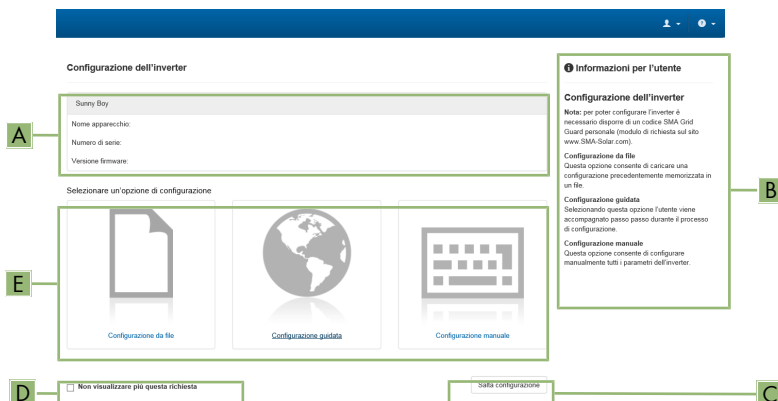 Configurazione dell'inverter
Sunny Boy
Nome apparecchio:
Numero di serie:
Versione firmware:
A
Selezionare un'opzione di configurazione
E
Configurazione da file
Configurazione guidata
Configurazione manuale
D
Non visualizzare più questa richiesta
Salta configurazione
C
Informazioni per l'utente
Configurazione dell'inverter
Nota: per poter configurare l'inverter è
necessario disporre di un codice SMA Grid
Guard personale (modulo di richiesta sul sito
www.SMA-Solar.com).
Configurazione da file
Questa opzione consente di caricare una
configurazione precedentemente memorizzata in
un file.
Configurazione guidata
Selezionando questa opzione l'utente viene
accompagnato passo passo durante il processo
di configurazione.
Configurazione manuale
Questa opzione consente di configurare
manualmente tutti i parametri dell'inverter.
B